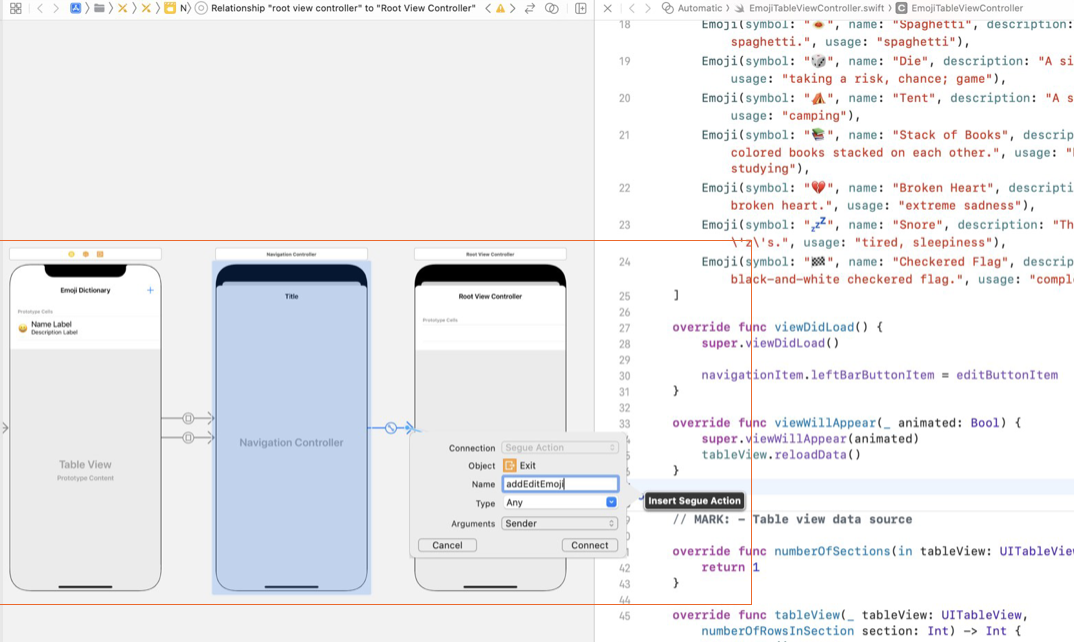 N
Relationship "root view controller" to "Root View Controller"
Automatic
EmojiTableViewController.swift
C
EmojiTableViewController
Emoji Dictionary
+
Prototype Cells
Name Label
Description Label
Table View
Prototype Content
Navigation Controller
Title
Navigation Controller
Root View Controller
Root View Controller
Prototype Cells
Connection Segue Action
Object Exit
Name addEditEmoji
Type Any
Arguments Sender
Cancel Connect
Insert Segue Action
18 Emoji(symbol: "🍝", name: "Spaghetti", description:
spaghetti.", usage: "spaghetti"),
19 Emoji(symbol: "🎲", name: "Die", description: "A si
usage: "taking a risk, chance; game"),
20 Emoji(symbol: "⛺️", name: "Tent", description: "A s
usage: "camping"),
21 Emoji(symbol: "📚", name: "Stack of Books", descrip
colored books stacked on each other.", usage: "
studying"),
22 Emoji(symbol: "💔", name: "Broken Heart", descripti
broken heart.", usage: "extreme sadness"),
23 Emoji(symbol: "💤", name: "Snore", description: "Th
\'z\'s.", usage: "tired, sleepiness"),
24 Emoji(symbol: "🏁", name: "Checkered Flag", descrip
black-and-white checkered flag.", usage: "compl
25 ]
26
27 override func viewDidLoad() {
28 super.viewDidLoad()
29
30 navigationItem.leftBarButtonItem = editButtonItem
31 }
32
33 override func viewWillAppear(_ animated: Bool) {
super.viewWillAppear(animated)
tableView.reloadData()
}
// MARK: - Table view data source
override func numberOfSections(in tableView: UITableVie
42 return 1
43 }
44
45 override func tableView(_ tableView: UITableView,
numberOfRowsInSection section: Int) -> Int {